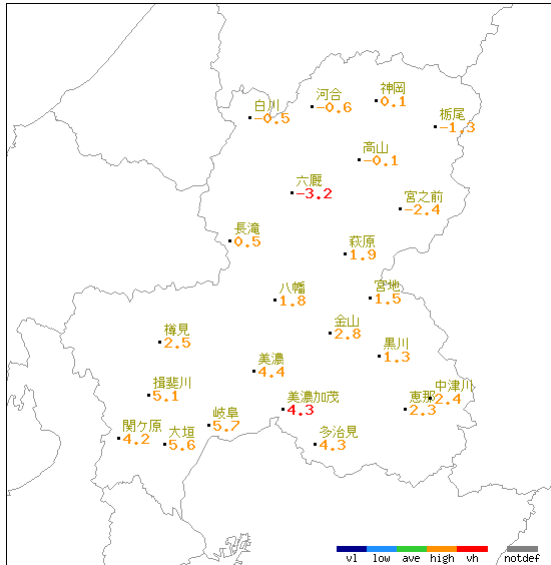 神岡
0.1
河合
-0.6
白川
-0.5
栃尾
-1.3
高山
-0.1
六厩
-3.2
宮之前
-2.4
長滝
0.5
萩原
1.9
八幡
1.8
宮地
1.5
金山
2.8
樽見
2.5
黒川
1.3
美濃
4.4
揖斐川
5.1
中津川
2.4
恵那
2.3
美濃加茂
4.3
岐阜
5.7
関ケ原
4.2
大垣
5.6
多治見
4.3
vl low ave high vh notdef